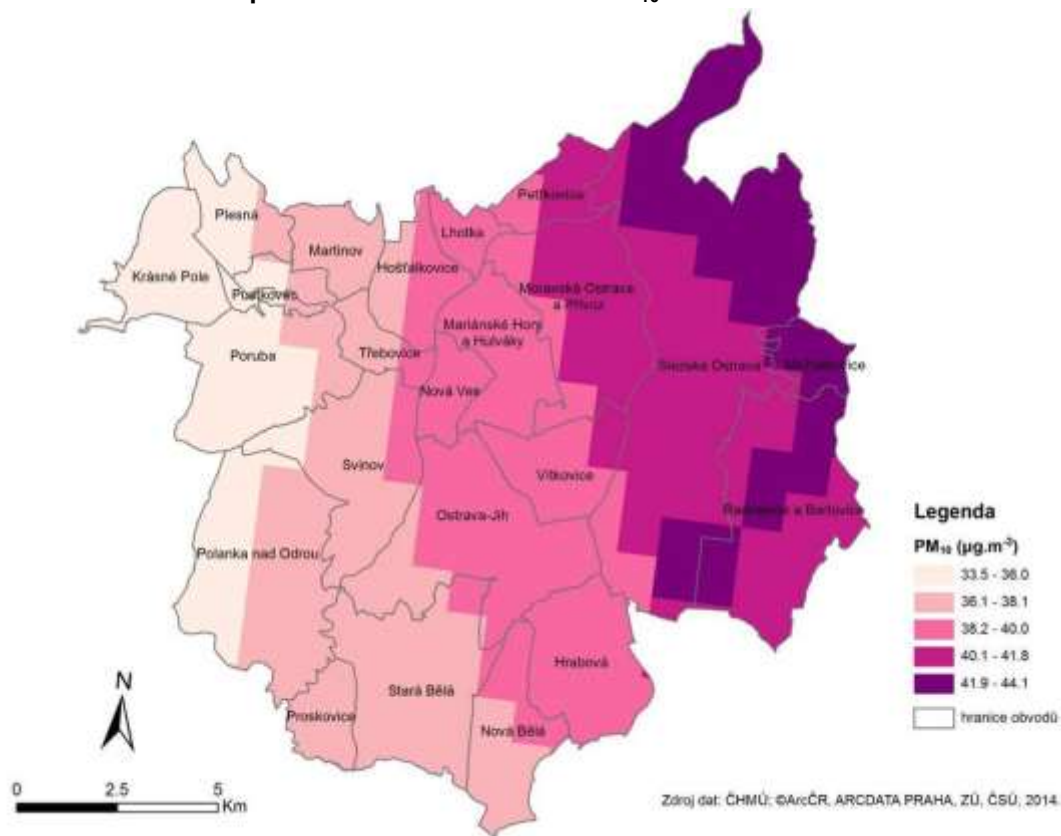 Petřkovice
Plesná
Lhotka
Martinov
Hošťálkovice
Krásné Pole
Pustkovec
Moravská Ostrava
a Přívoz
Mariánské Hory
a Hulváky
Třebovice
Poruba
Slezská Ostrava
Michálkovice
Nová Ves
Svinov
Vítkovice
Ostrava-Jih
Radvanice a Bartovice
Polanka nad Odrou
Hrabová
Stará Bělá
Proskovice
Nová Bělá
N
0 2.5 5
Km
Legenda
PM₁₀ (µg.m⁻³)
33.5 - 36.0
36.1 - 38.1
38.2 - 40.0
40.1 - 41.8
41.9 - 44.1
hranice obvodů
Zdroj dat: ČHMÚ; ©ArcČR, ARCDATA PRAHA, ZÚ, ČSÚ, 2014.